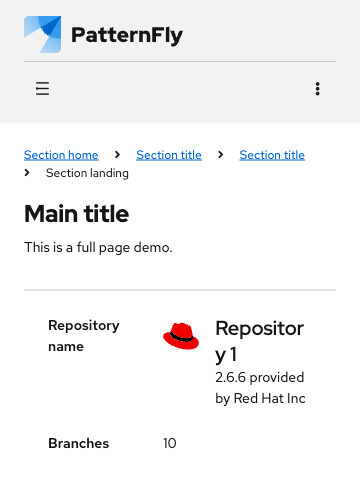 PatternFly
Section home > Section title > Section title
> Section landing
Main title
This is a full page demo.
Repository
name
Repositor
y 1
2.6.6 provided
by Red Hat Inc
Branches 10